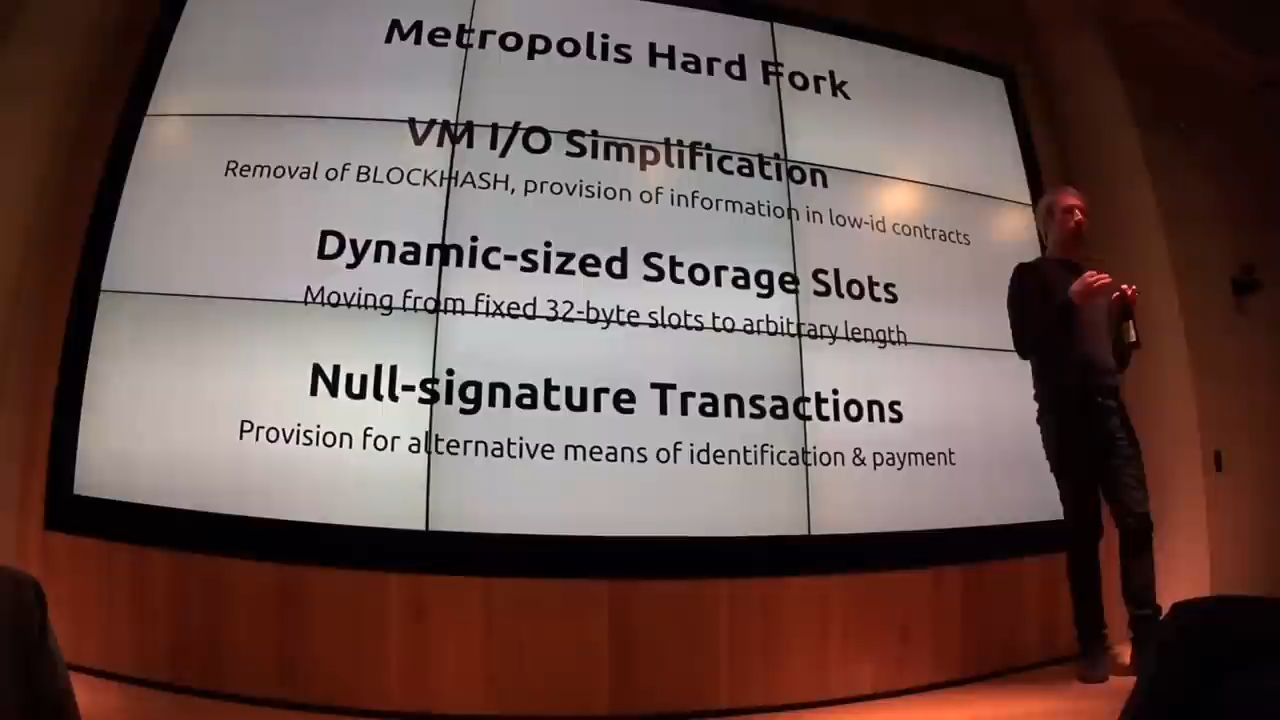 Metropolis Hard Fork
VM I/O Simplification
Removal of BLOCKHASH, provision of information in low-id contracts
Dynamic-sized Storage Slots
Moving from fixed 32-byte slots to arbitrary length
Null-signature Transactions
Provision for alternative means of identification & payment